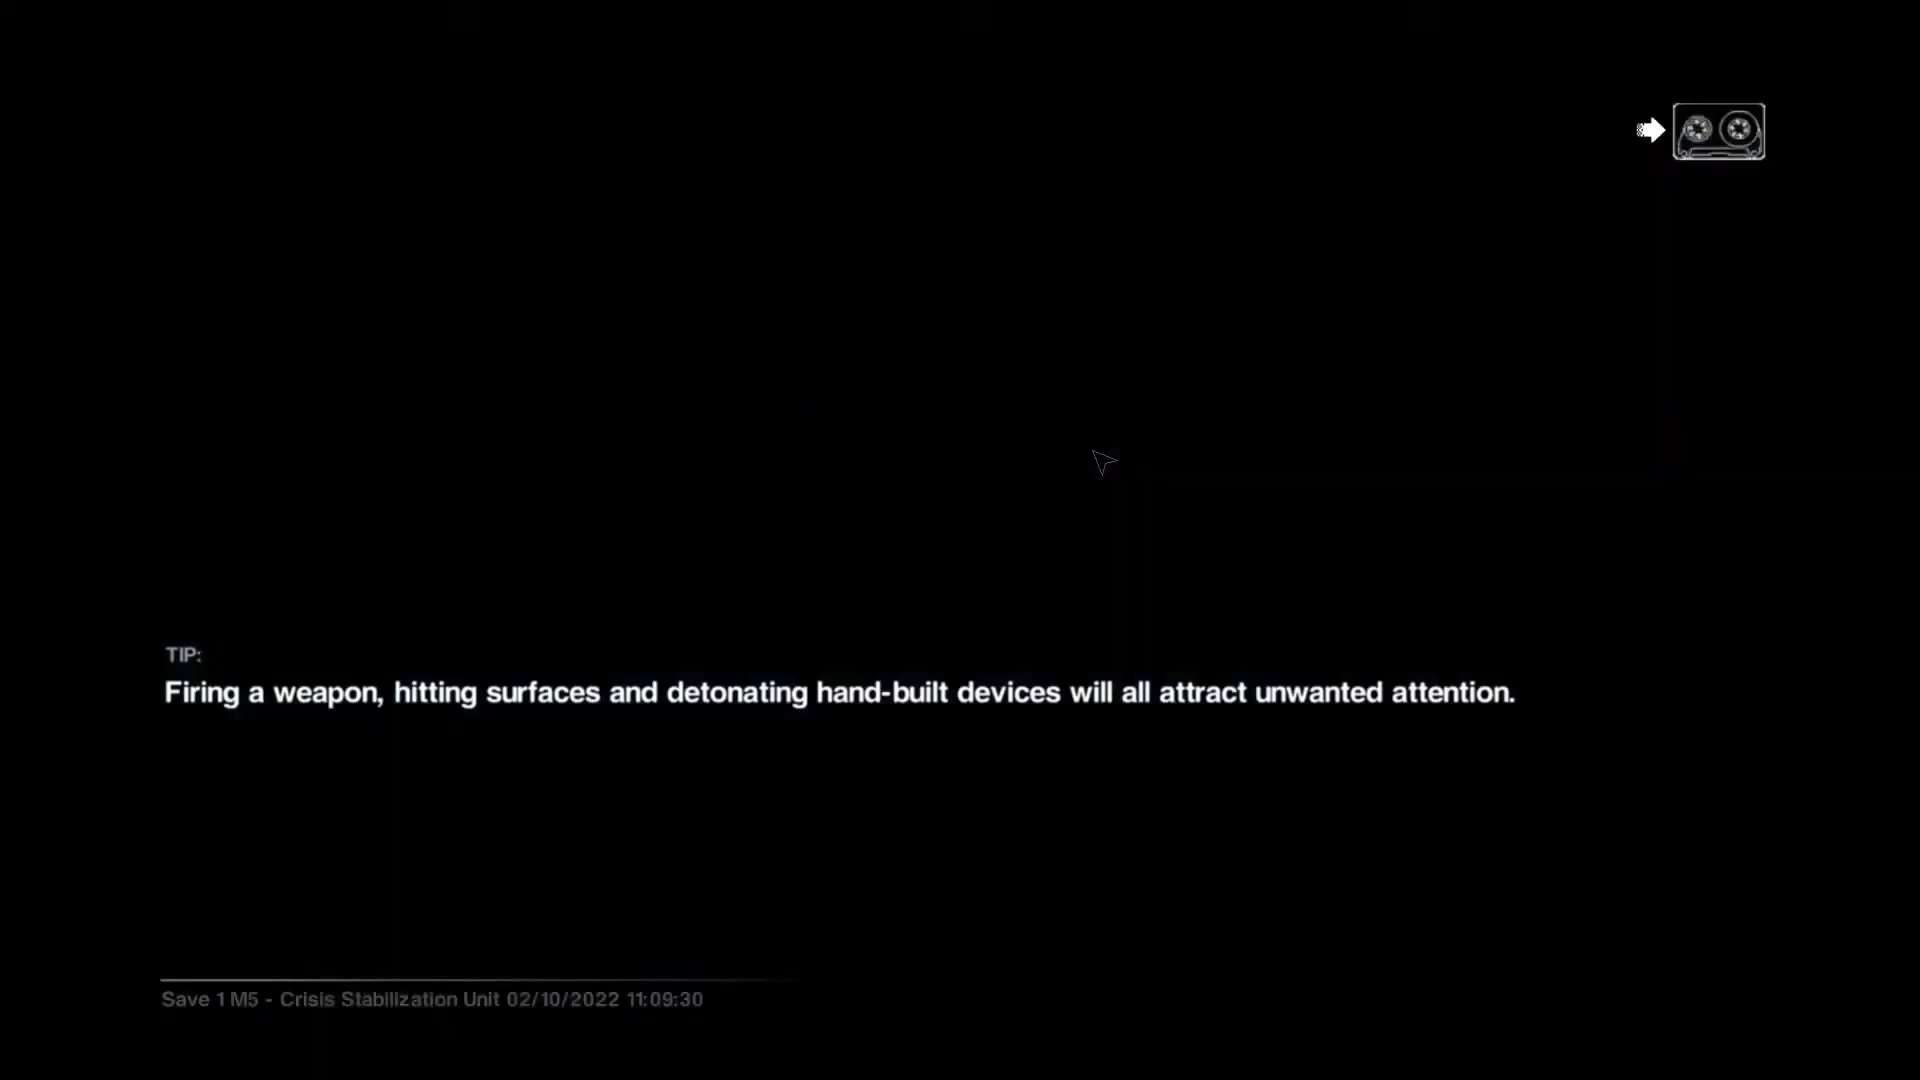 TIP:
Firing a weapon, hitting surfaces and detonating hand-built devices will all attract unwanted attention.
Save 1 M5 - Crisis Stabilization Unit 02/10/2022 11:09:30